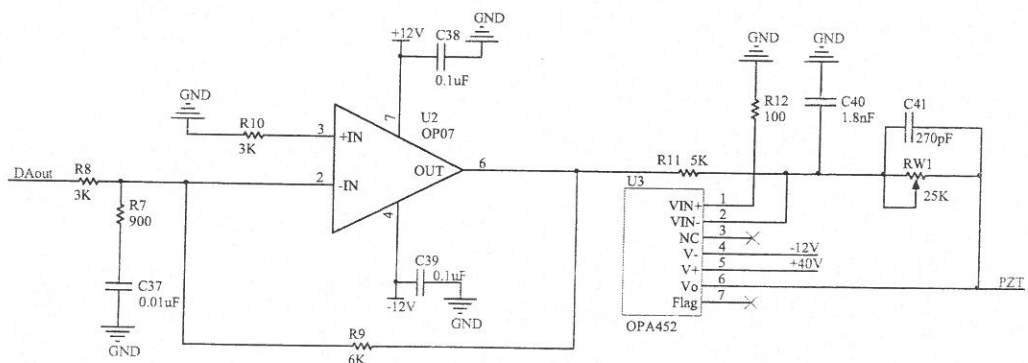 GND
+12V
C38
0.1uF
GND
GND
R10
3K
3
+IN
7
U2
OP07
OUT
6
DAout
R8
3K
2
-IN
4
R7
900
C37
0.01uF
GND
C39
0.1uF
-12V
GND
R9
6K
R11 5K
GND
R12
100
GND
C40
1.8nF
C41
270pF
RW1
25K
U3
VIN+ 1
VIN- 2
NC 3
V- 4 -12V
V+ 5 +40V
Vo 6
Flag 7
OPA452
PZT